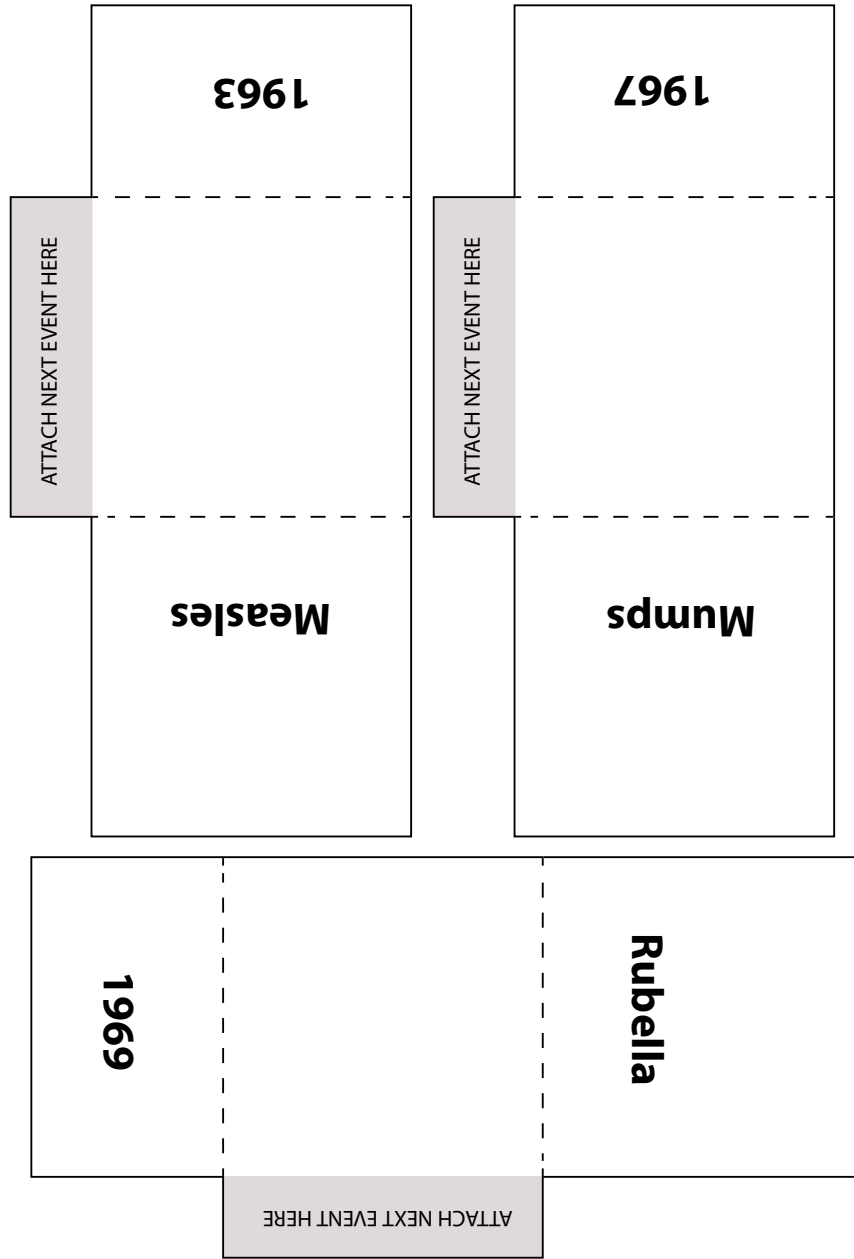 1963
ATTACH NEXT EVENT HERE
Measles
1967
ATTACH NEXT EVENT HERE
Mumps
1969
Rubella
ATTACH NEXT EVENT HERE